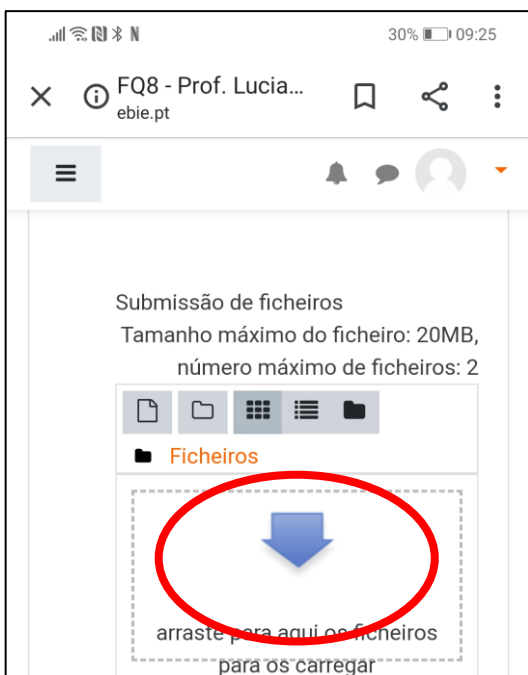 30% 09:25
FQ8 - Prof. Lucia...
ebie.pt
Submissão de ficheiros
Tamanho máximo do ficheiro: 20MB,
número máximo de ficheiros: 2
Ficheiros
arraste para aqui os ficheiros
para os carregar